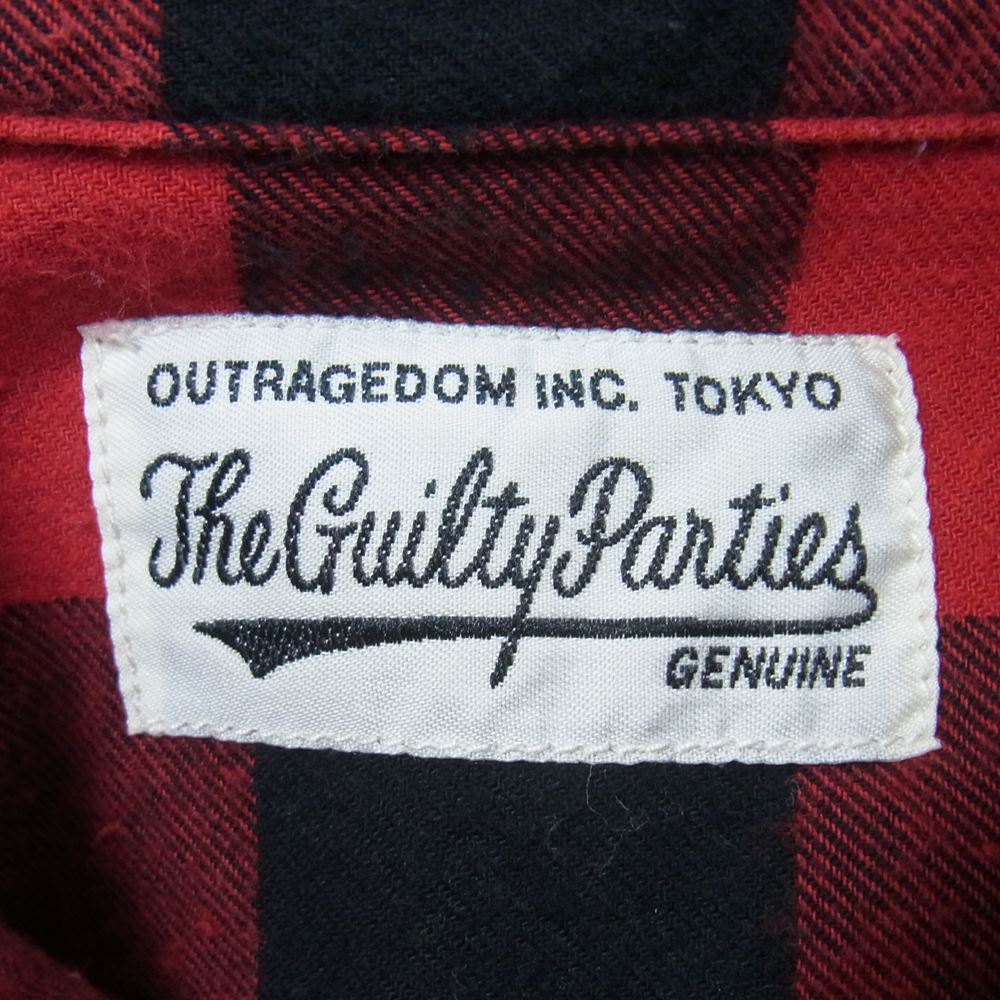 OUTRAGEDOM INC. TOKYO
The Guilty Parties
GENUINE